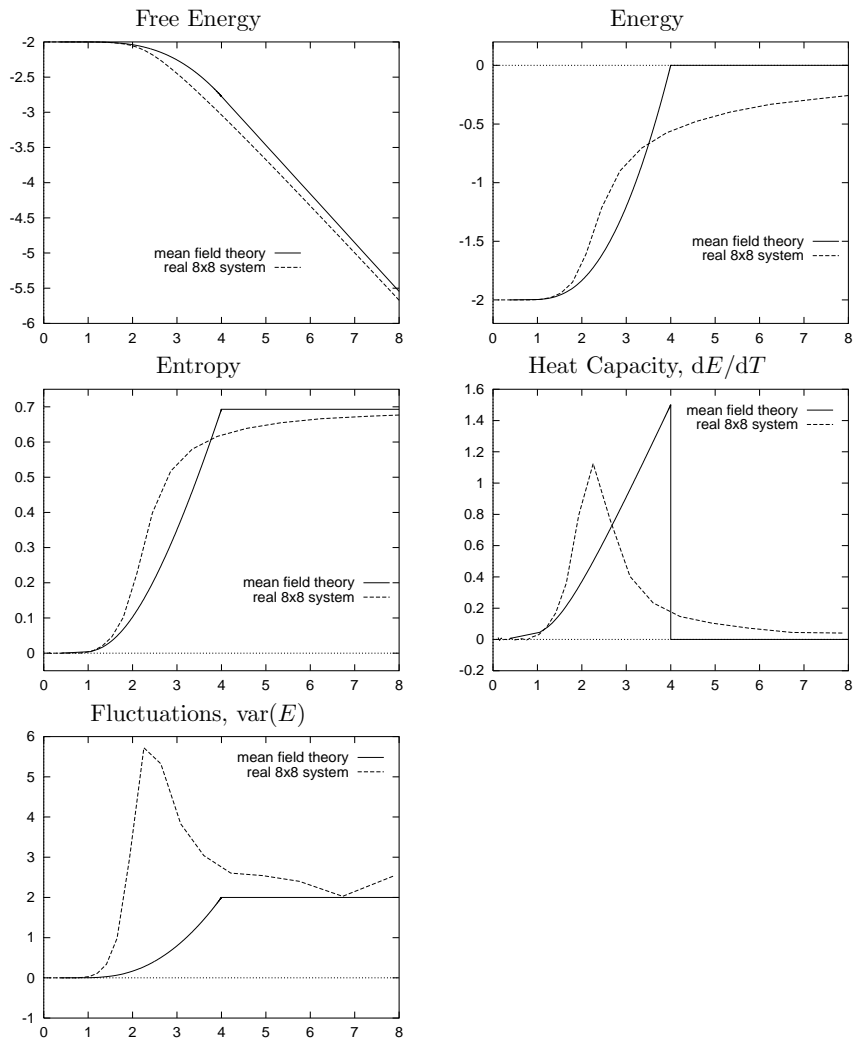 Free Energy
-2
-2.5
-3
-3.5
-4
-4.5
-5
-5.5
-6
mean field theory
real 8x8 system
0 1 2 3 4 5 6 7 8
Energy
0
-0.5
-1
-1.5
-2
mean field theory
real 8x8 system
0 1 2 3 4 5 6 7 8
Entropy
0.7
0.6
0.5
0.4
0.3
0.2
0.1
0
mean field theory
real 8x8 system
0 1 2 3 4 5 6 7 8
Heat Capacity, dE/dT
1.6
1.4
1.2
1
0.8
0.6
0.4
0.2
0
-0.2
mean field theory
real 8x8 system
0 1 2 3 4 5 6 7 8
Fluctuations, var(E)
6
5
4
3
2
1
0
-1
mean field theory
real 8x8 system
0 1 2 3 4 5 6 7 8